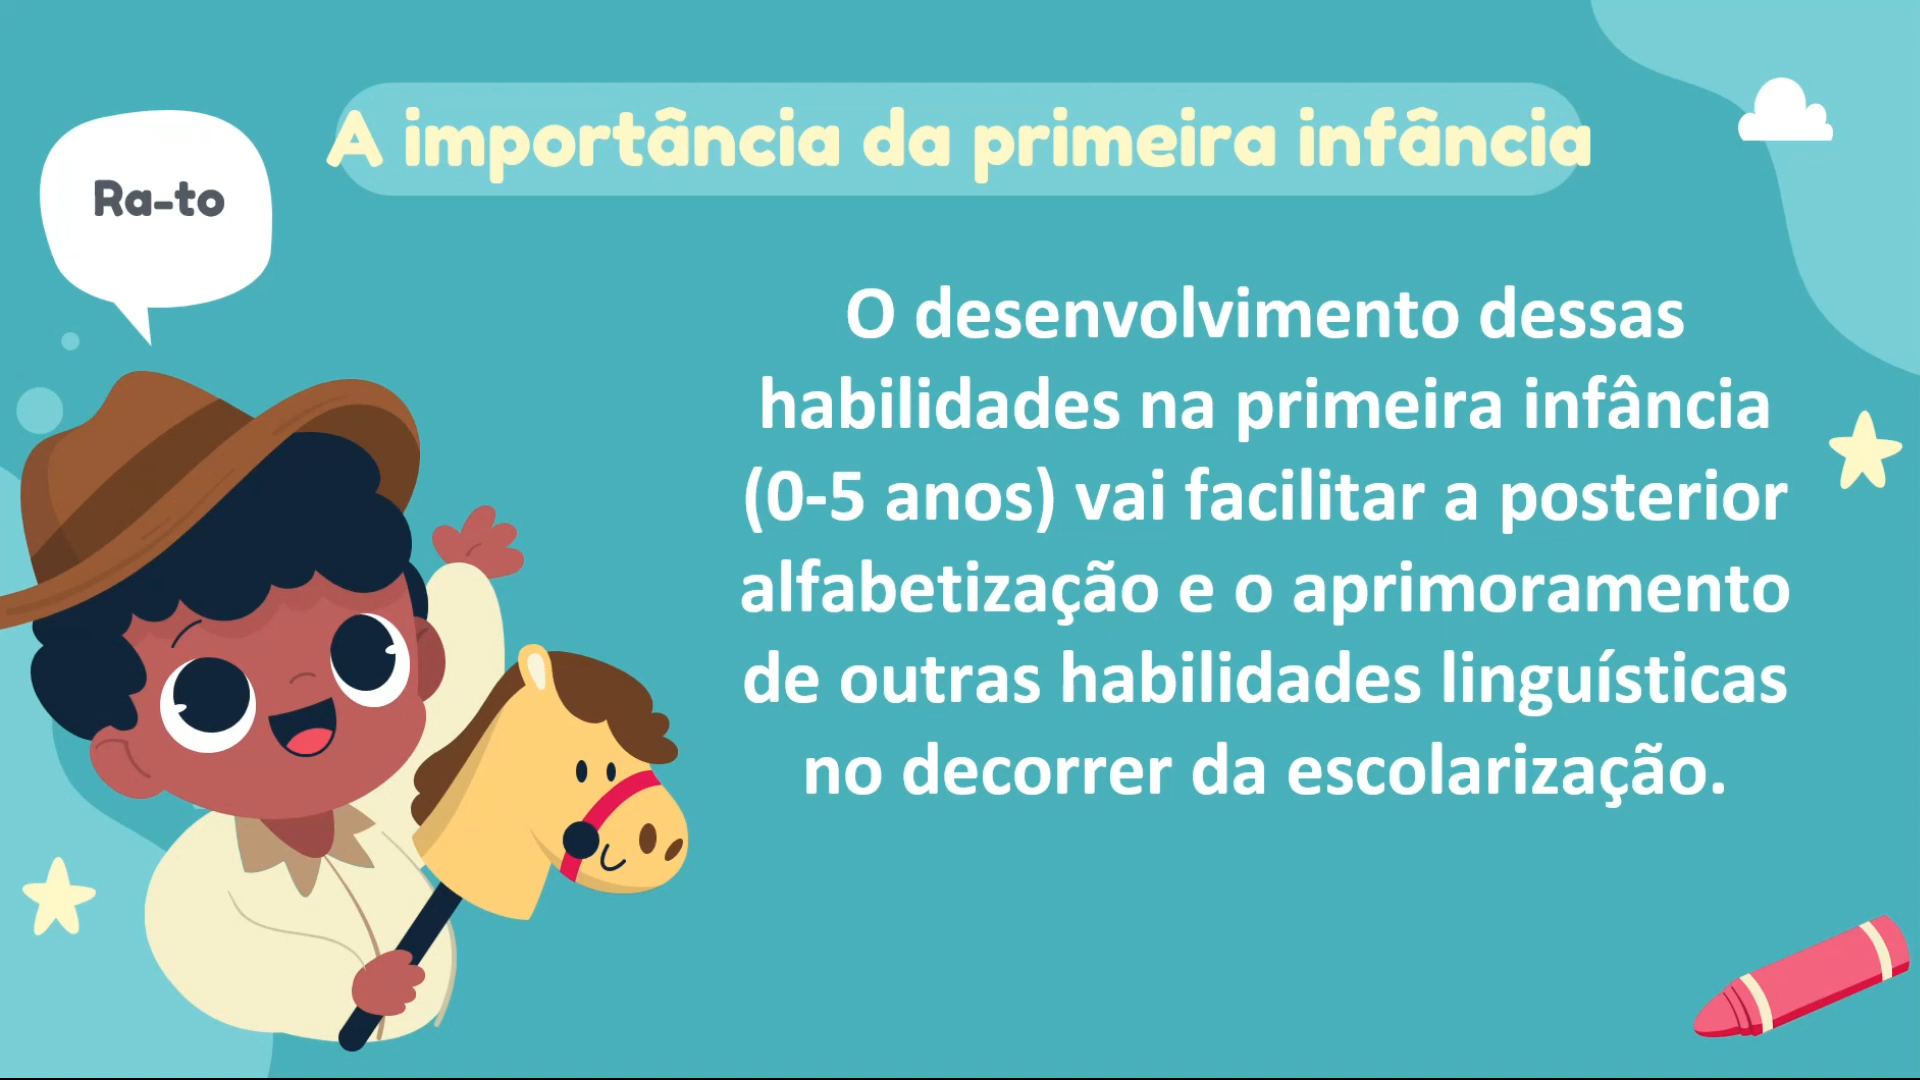 A importância da primeira infância
Ra-to
O desenvolvimento dessas
habilidades na primeira infância
(0-5 anos) vai facilitar a posterior
alfabetização e o aprimoramento
de outras habilidades linguísticas
no decorrer da escolarização.